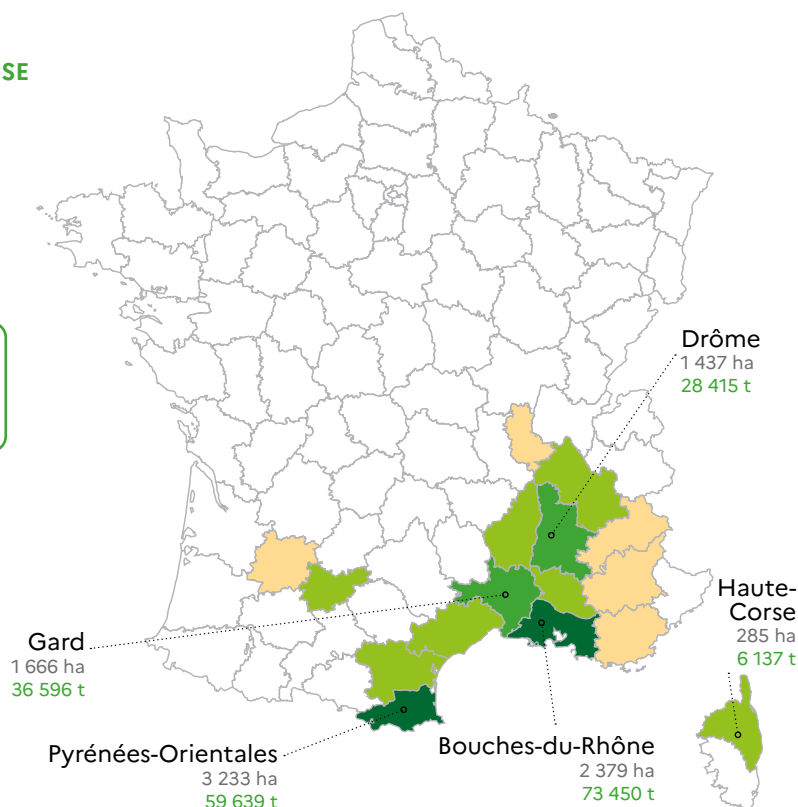 SE
Drôme
1 437 ha
28 415 t
Haute-
Corse
285 ha
6 137 t
Gard
1 666 ha
36 596 t
Pyrénées-Orientales
3 233 ha
59 639 t
Bouches-du-Rhône
2 379 ha
73 450 t